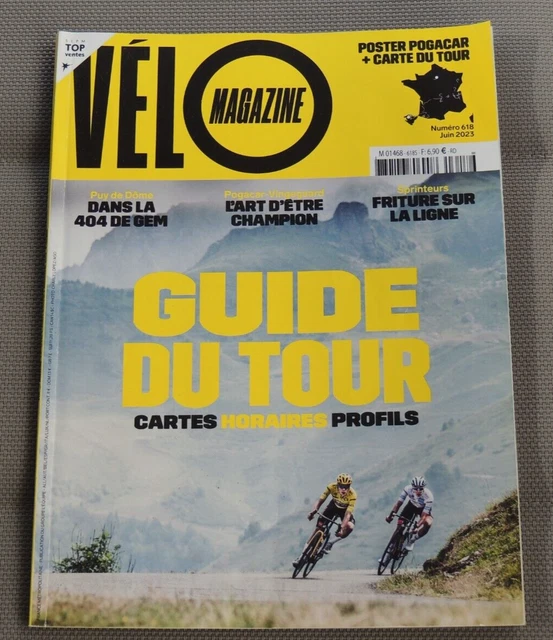 TOP
ventes
VÉLO
MAGAZINE
POSTER POGACAR
+ CARTE DU TOUR
Numéro 618
Juin 2023
M 01468 - 618S - F: 6,90 € - RD
Puy de Dôme
DANS LA
404 DE GEM
Pogacar-Vingegaard
L'ART D'ÊTRE
CHAMPION
Sprinteurs
FRITURE SUR
LA LIGNE
GUIDE
DU TOUR
CARTES HORAIRES PROFILS